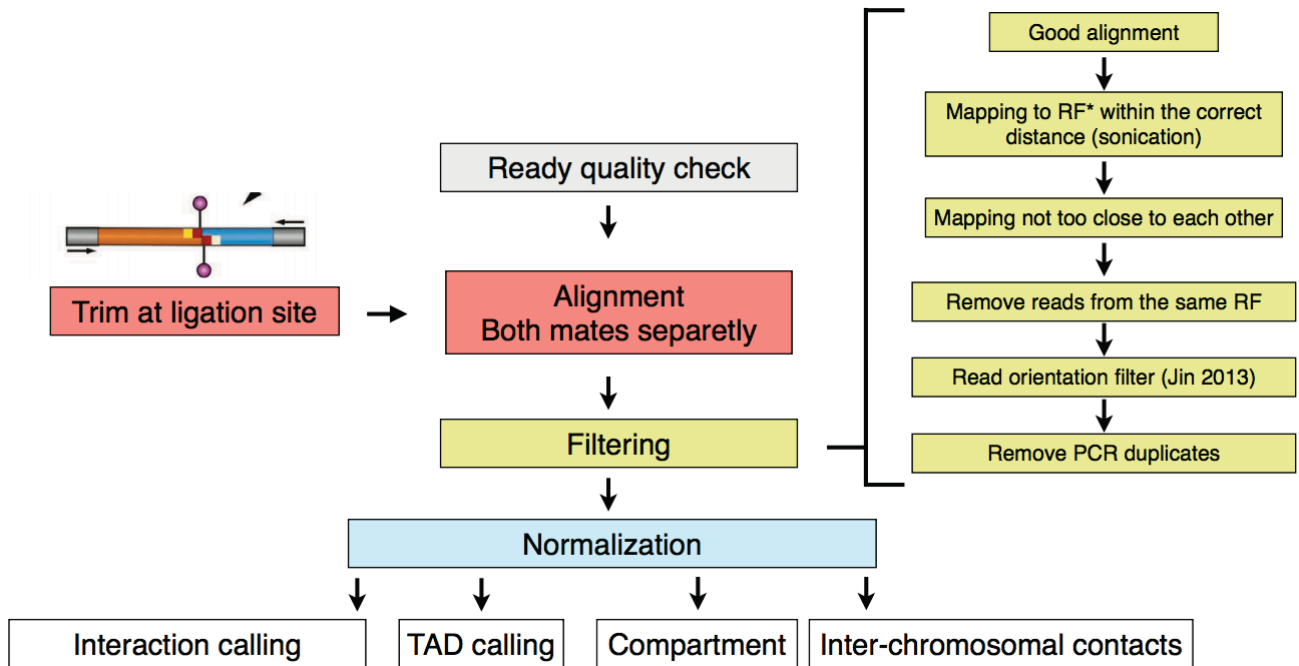 Ready quality check
Trim at ligation site
Alignment
Both mates separetly
Filtering
Normalization
Interaction calling
TAD calling
Compartment
Inter-chromosomal contacts
Good alignment
Mapping to RF* within the correct
distance (sonication)
Mapping not too close to each other
Remove reads from the same RF
Read orientation filter (Jin 2013)
Remove PCR duplicates